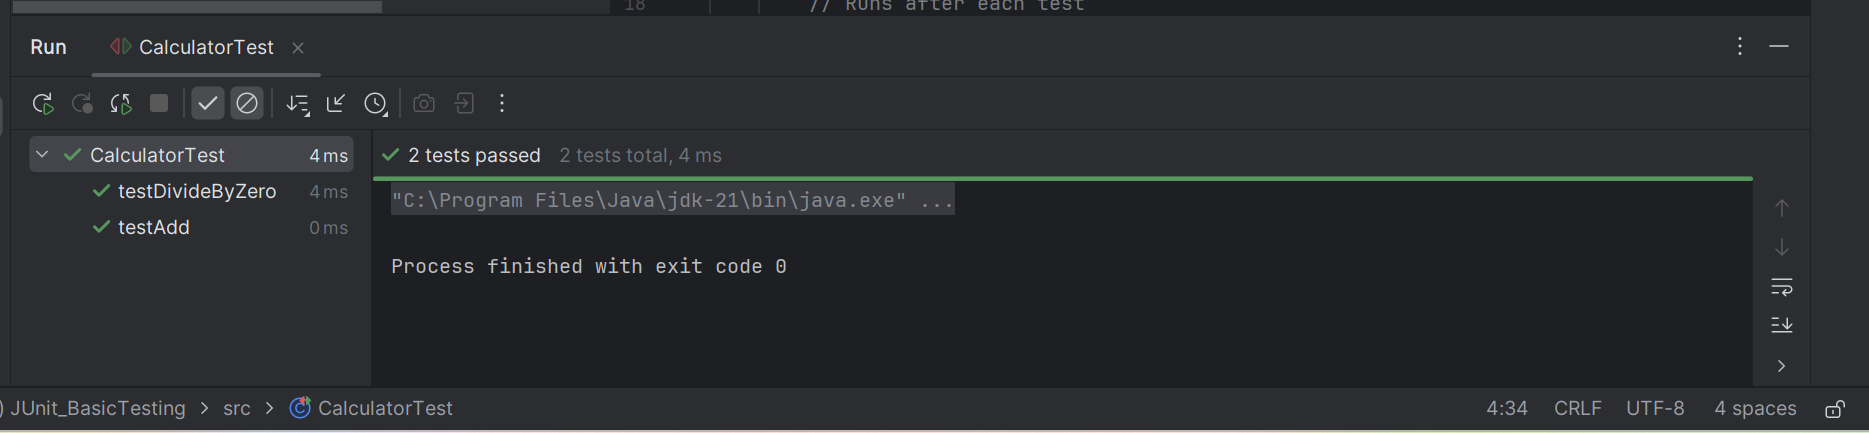 18 // Runs after each test
Run CalculatorTest
CalculatorTest 4 ms
testDivideByZero 4 ms
testAdd 0 ms
2 tests passed 2 tests total, 4 ms
"C:\Program Files\Java\jdk-21\bin\java.exe" ...
Process finished with exit code 0
JUnit_BasicTesting > src > CalculatorTest
4:34 CRLF UTF-8 4 spaces